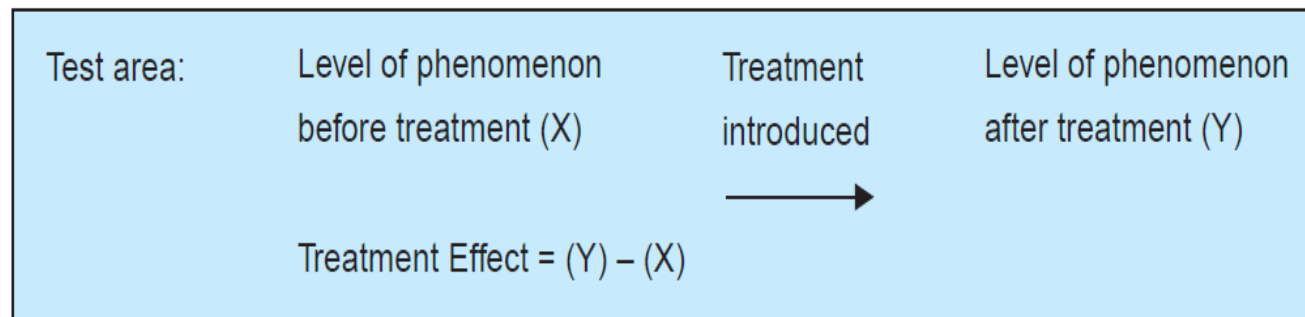 Test area:
Level of phenomenon
before treatment (X)
Treatment
introduced
Level of phenomenon
after treatment (Y)
Treatment Effect = (Y) – (X)